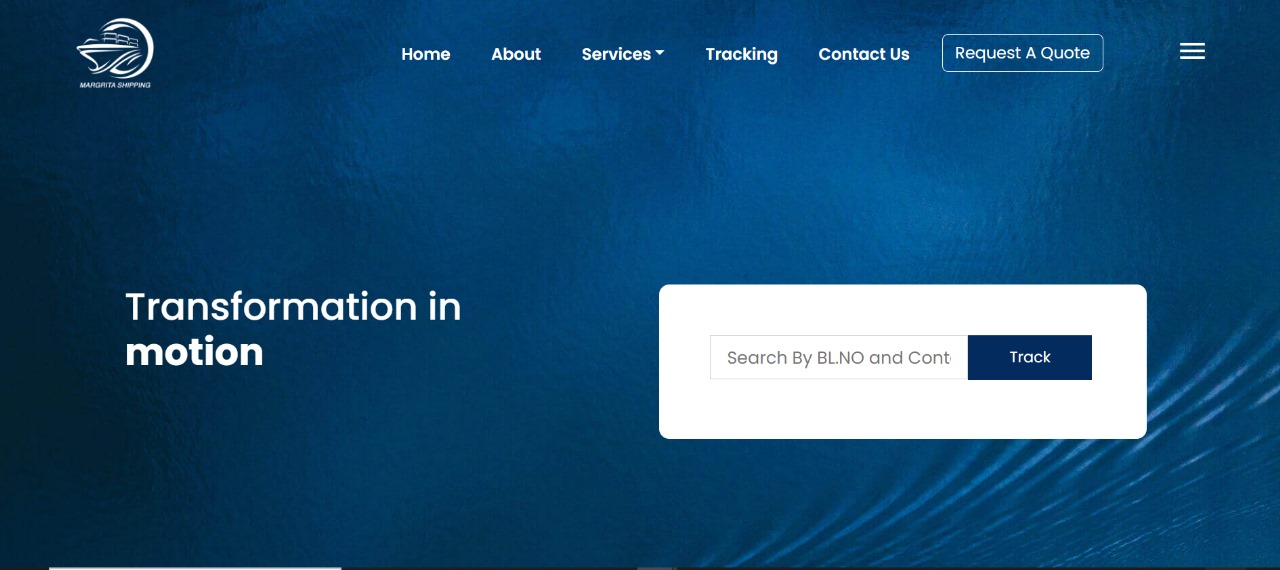 MARGRITA SHIPPING
Home About Services Tracking Contact Us Request A Quote
Transformation in
motion
Search By BL.NO and Cont
Track